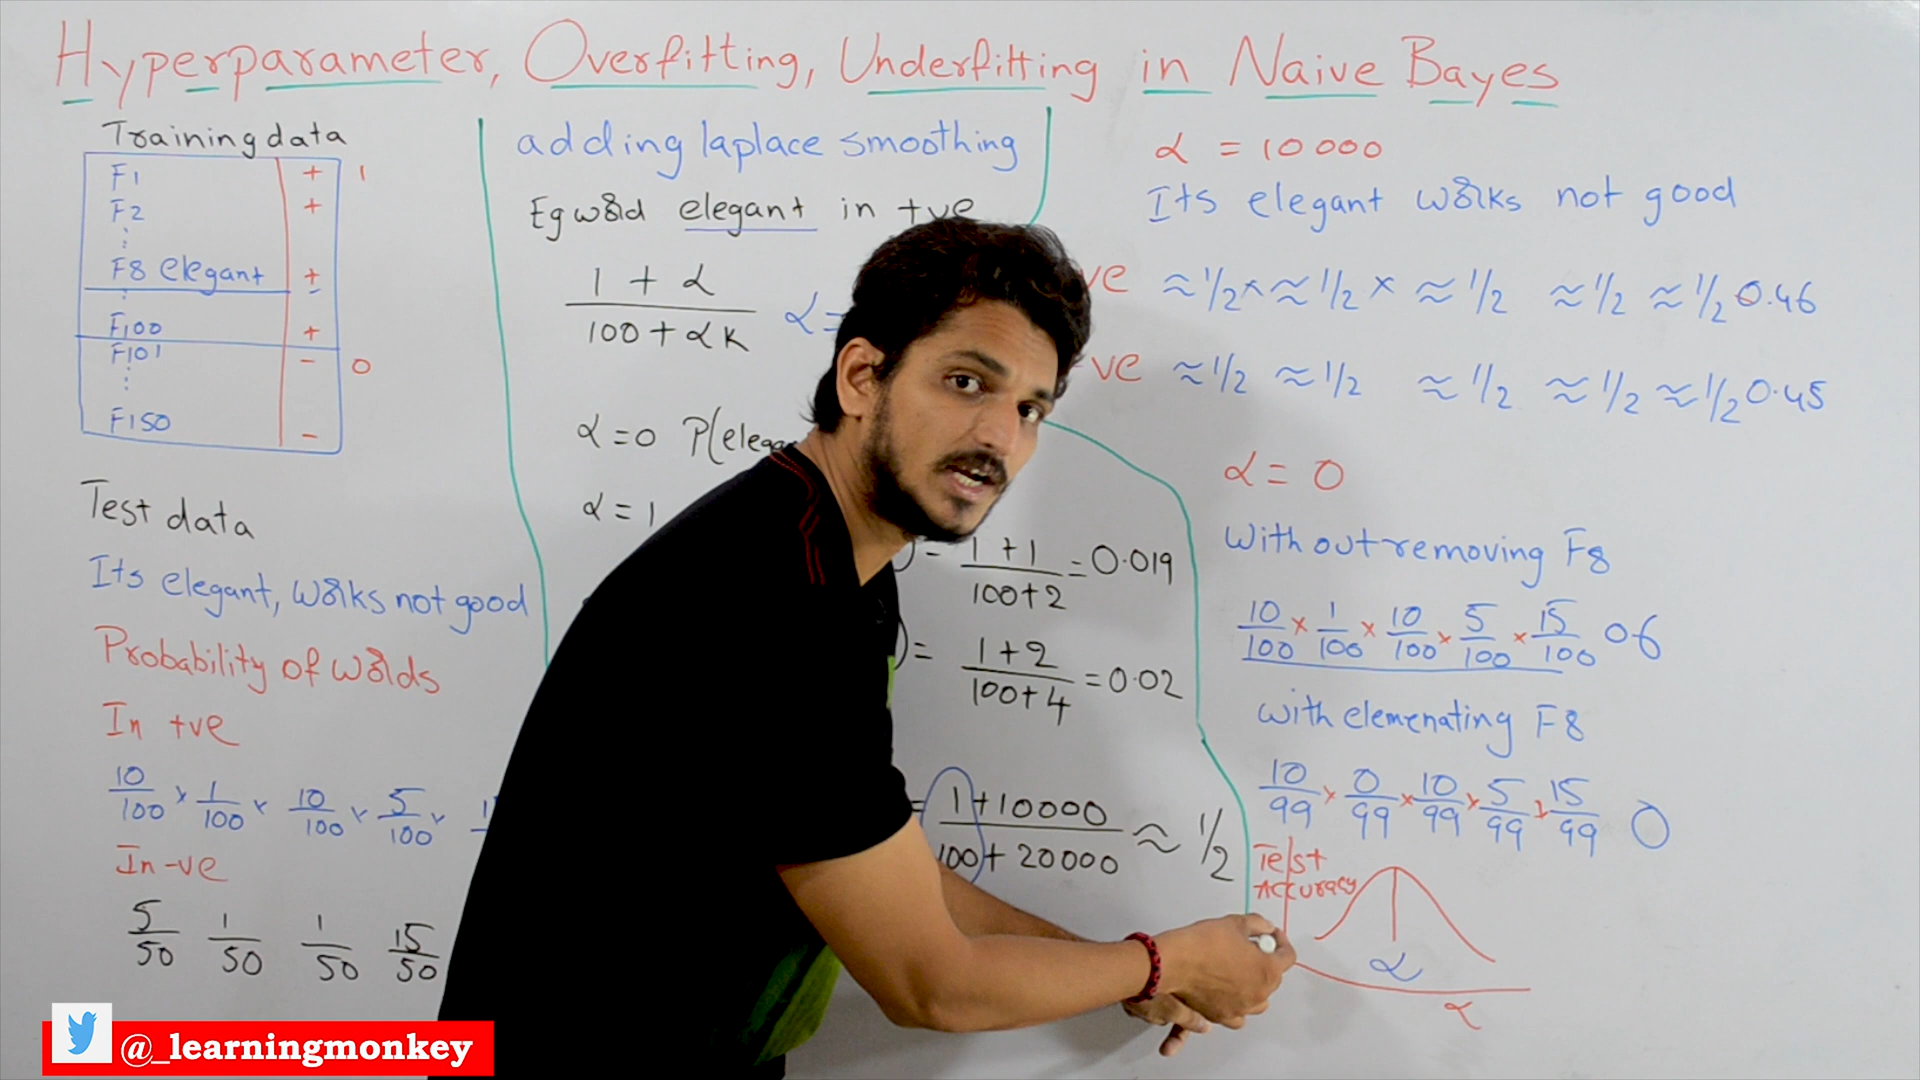 Hyperparameter, Overfitting, Underfitting in Naive Bayes
Training data
F1 + 1
F2 +
F8 elegant +
F100 +
F101 - 0
F150 -
Test data
Its elegant, works not good
Probability of words
In +ve
10/100 × 1/100 × 10/100 × 5/100 ×
In -ve
5/50 1/50 1/50 15/50
adding laplace smoothing
Eg word elegant in +ve
1 + α / 100 + αK α=
α=0 P(elega
α=1
) = 1+1 / 100+2 = 0.019
) = 1+2 / 100+4 = 0.02
= 1+10000 / 100+20000 ≈ 1/2
α = 10000
Its elegant works not good
ve ≈1/2 × ≈1/2 × ≈1/2 ≈1/2 ≈1/2 0.46
-ve ≈1/2 ≈1/2 ≈1/2 ≈1/2 ≈1/2 0.45
α = 0
Without removing F8
10/100 × 1/100 × 10/100 × 5/100 × 15/100 06
with elemenating F8
10/99 × 0/99 × 10/99 × 5/99 × 15/99 0
Test
Accuracy
α
α
@_learningmonkey